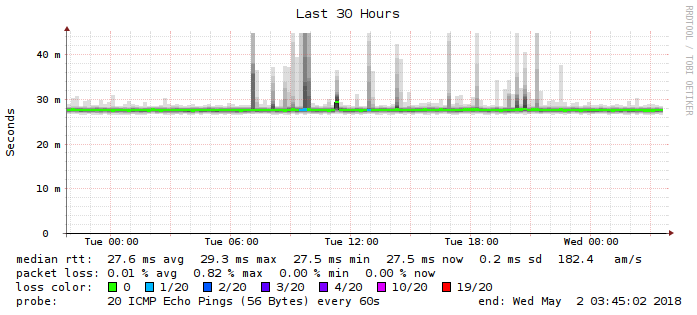 Last 30 Hours
RRDTOOL / TOBI OETIKER
Seconds
40 m
30 m
20 m
10 m
0
Tue 00:00 Tue 06:00 Tue 12:00 Tue 18:00 Wed 00:00
median rtt: 27.6 ms avg 29.3 ms max 27.5 ms min 27.5 ms now 0.2 ms sd 182.4 am/s
packet loss: 0.01 % avg 0.82 % max 0.00 % min 0.00 % now
loss color: 0 1/20 2/20 3/20 4/20 10/20 19/20
probe: 20 ICMP Echo Pings (56 Bytes) every 60s end: Wed May 2 03:45:02 2018